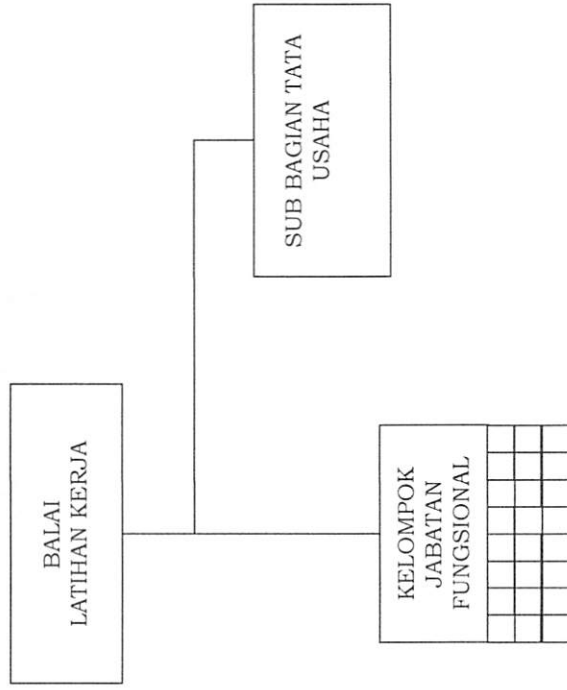 BALAI
LATIHAN KERJA
SUB BAGIAN TATA
USAHA
KELOMPOK
JABATAN
FUNGSIONAL